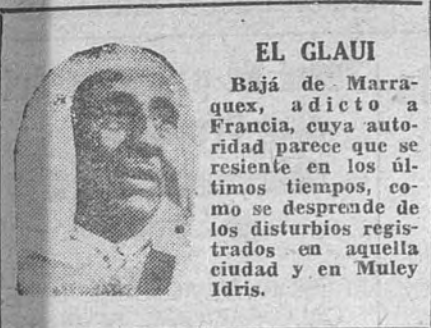 EL GLAUI
Bajá de Marra-
quex, adicto a
Francia, cuya auto-
ridad parece que se
resiente en los úl-
timos tiempos, co-
mo se desprende de
los disturbios regis-
trados en aquella
ciudad y en Muley
Idris.